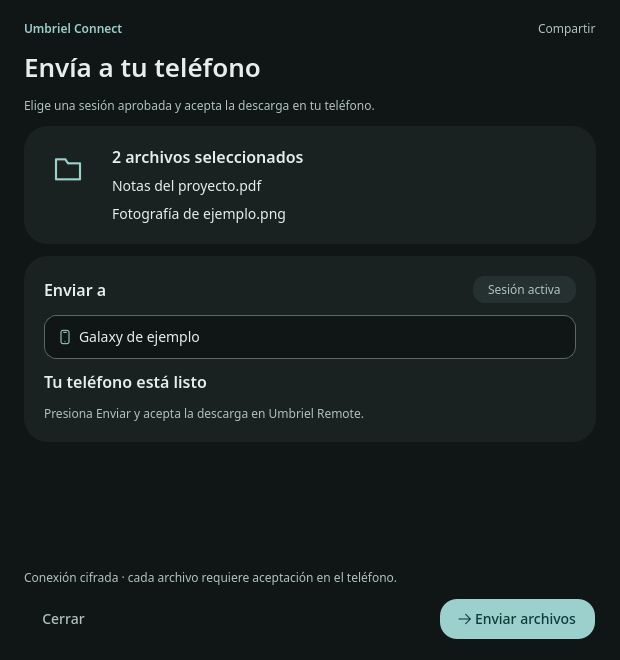 Umbriel Connect
Compartir
Envía a tu teléfono
Elige una sesión aprobada y acepta la descarga en tu teléfono.
2 archivos seleccionados
Notas del proyecto.pdf
Fotografía de ejemplo.png
Enviar a
Sesión activa
Galaxy de ejemplo
Tu teléfono está listo
Presiona Enviar y acepta la descarga en Umbriel Remote.
Conexión cifrada · cada archivo requiere aceptación en el teléfono.
Cerrar
Enviar archivos